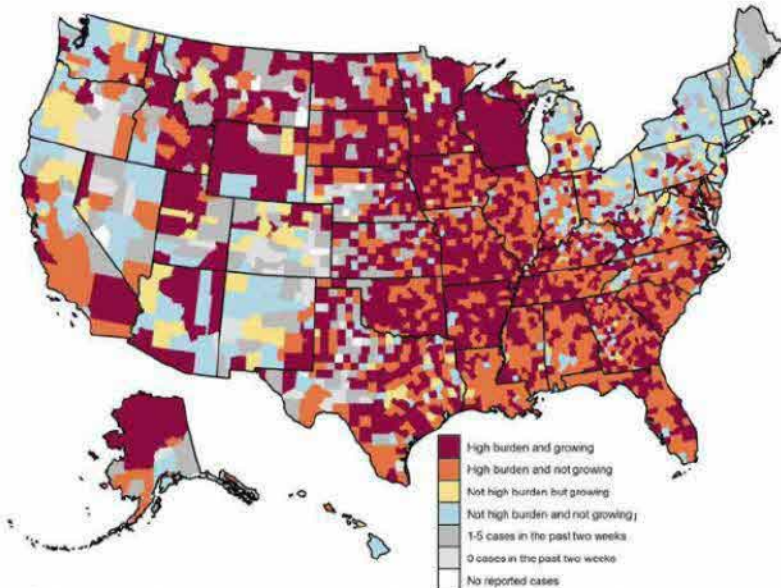 High burden and growing
High burden and not growing
Not high burden but growing
Not high burden and not growing
1-5 cases in the past two weeks
0 cases in the past two weeks
No reported cases